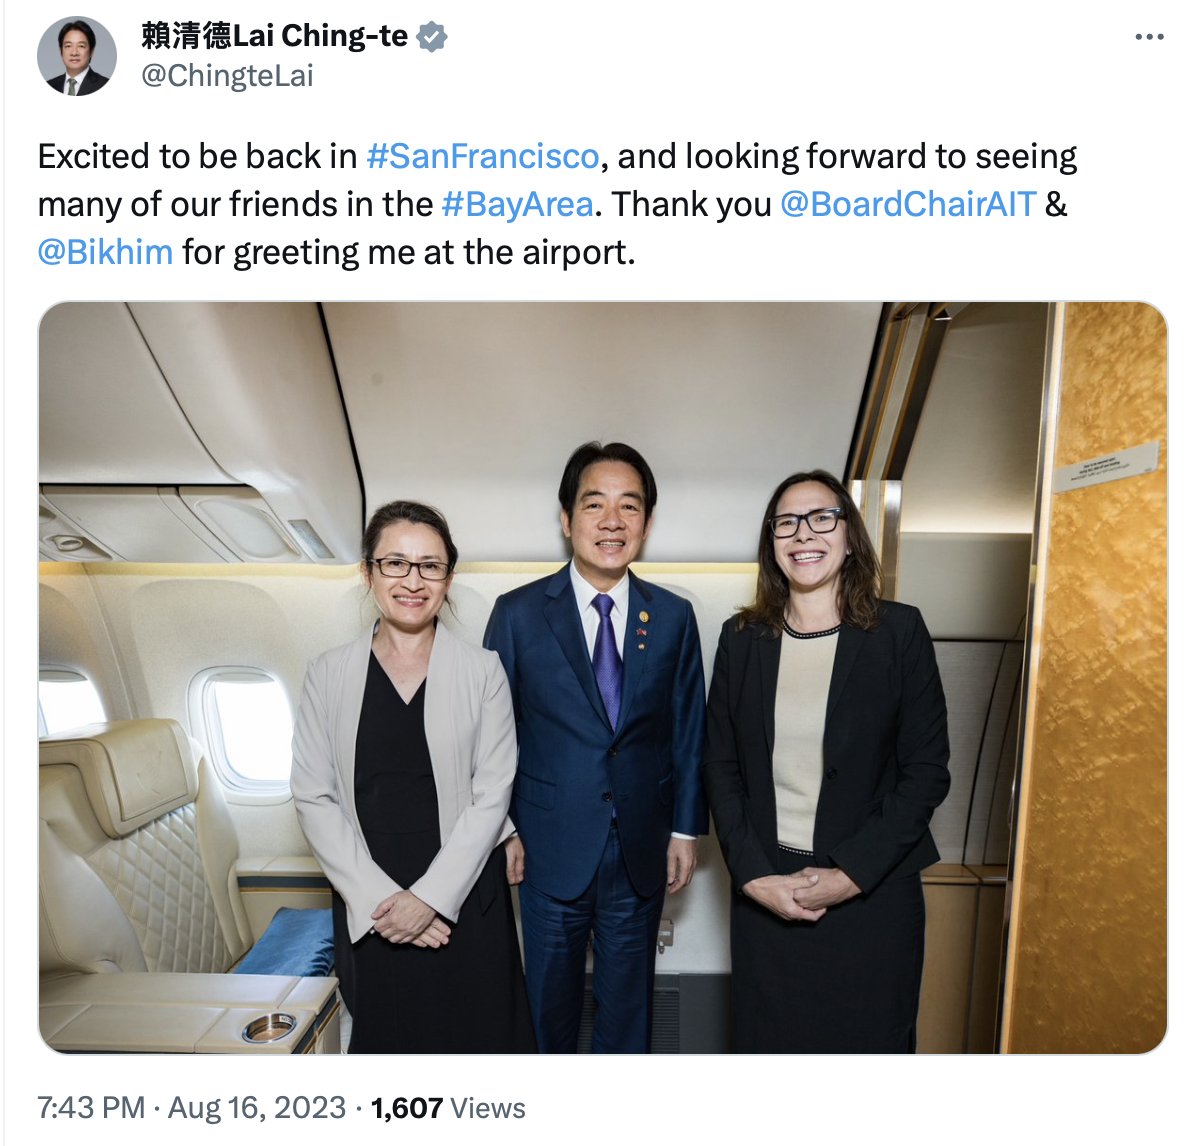 賴清德Lai Ching-te
@ChingteLai
Excited to be back in #SanFrancisco, and looking forward to seeing
many of our friends in the #BayArea. Thank you @BoardChairAIT &
@Bikhim for greeting me at the airport.
7:43 PM · Aug 16, 2023 · 1,607 Views